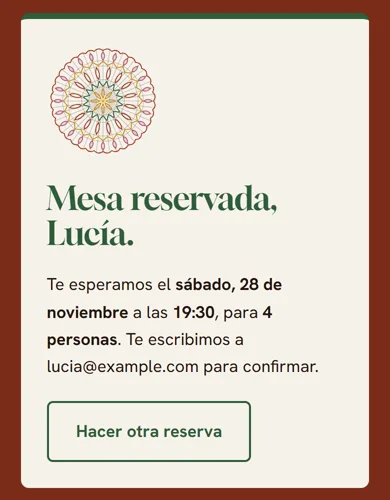 Mesa reservada,
Lucía.
Te esperamos el sábado, 28 de
noviembre a las 19:30, para 4
personas. Te escribimos a
lucia@example.com para confirmar.
Hacer otra reserva